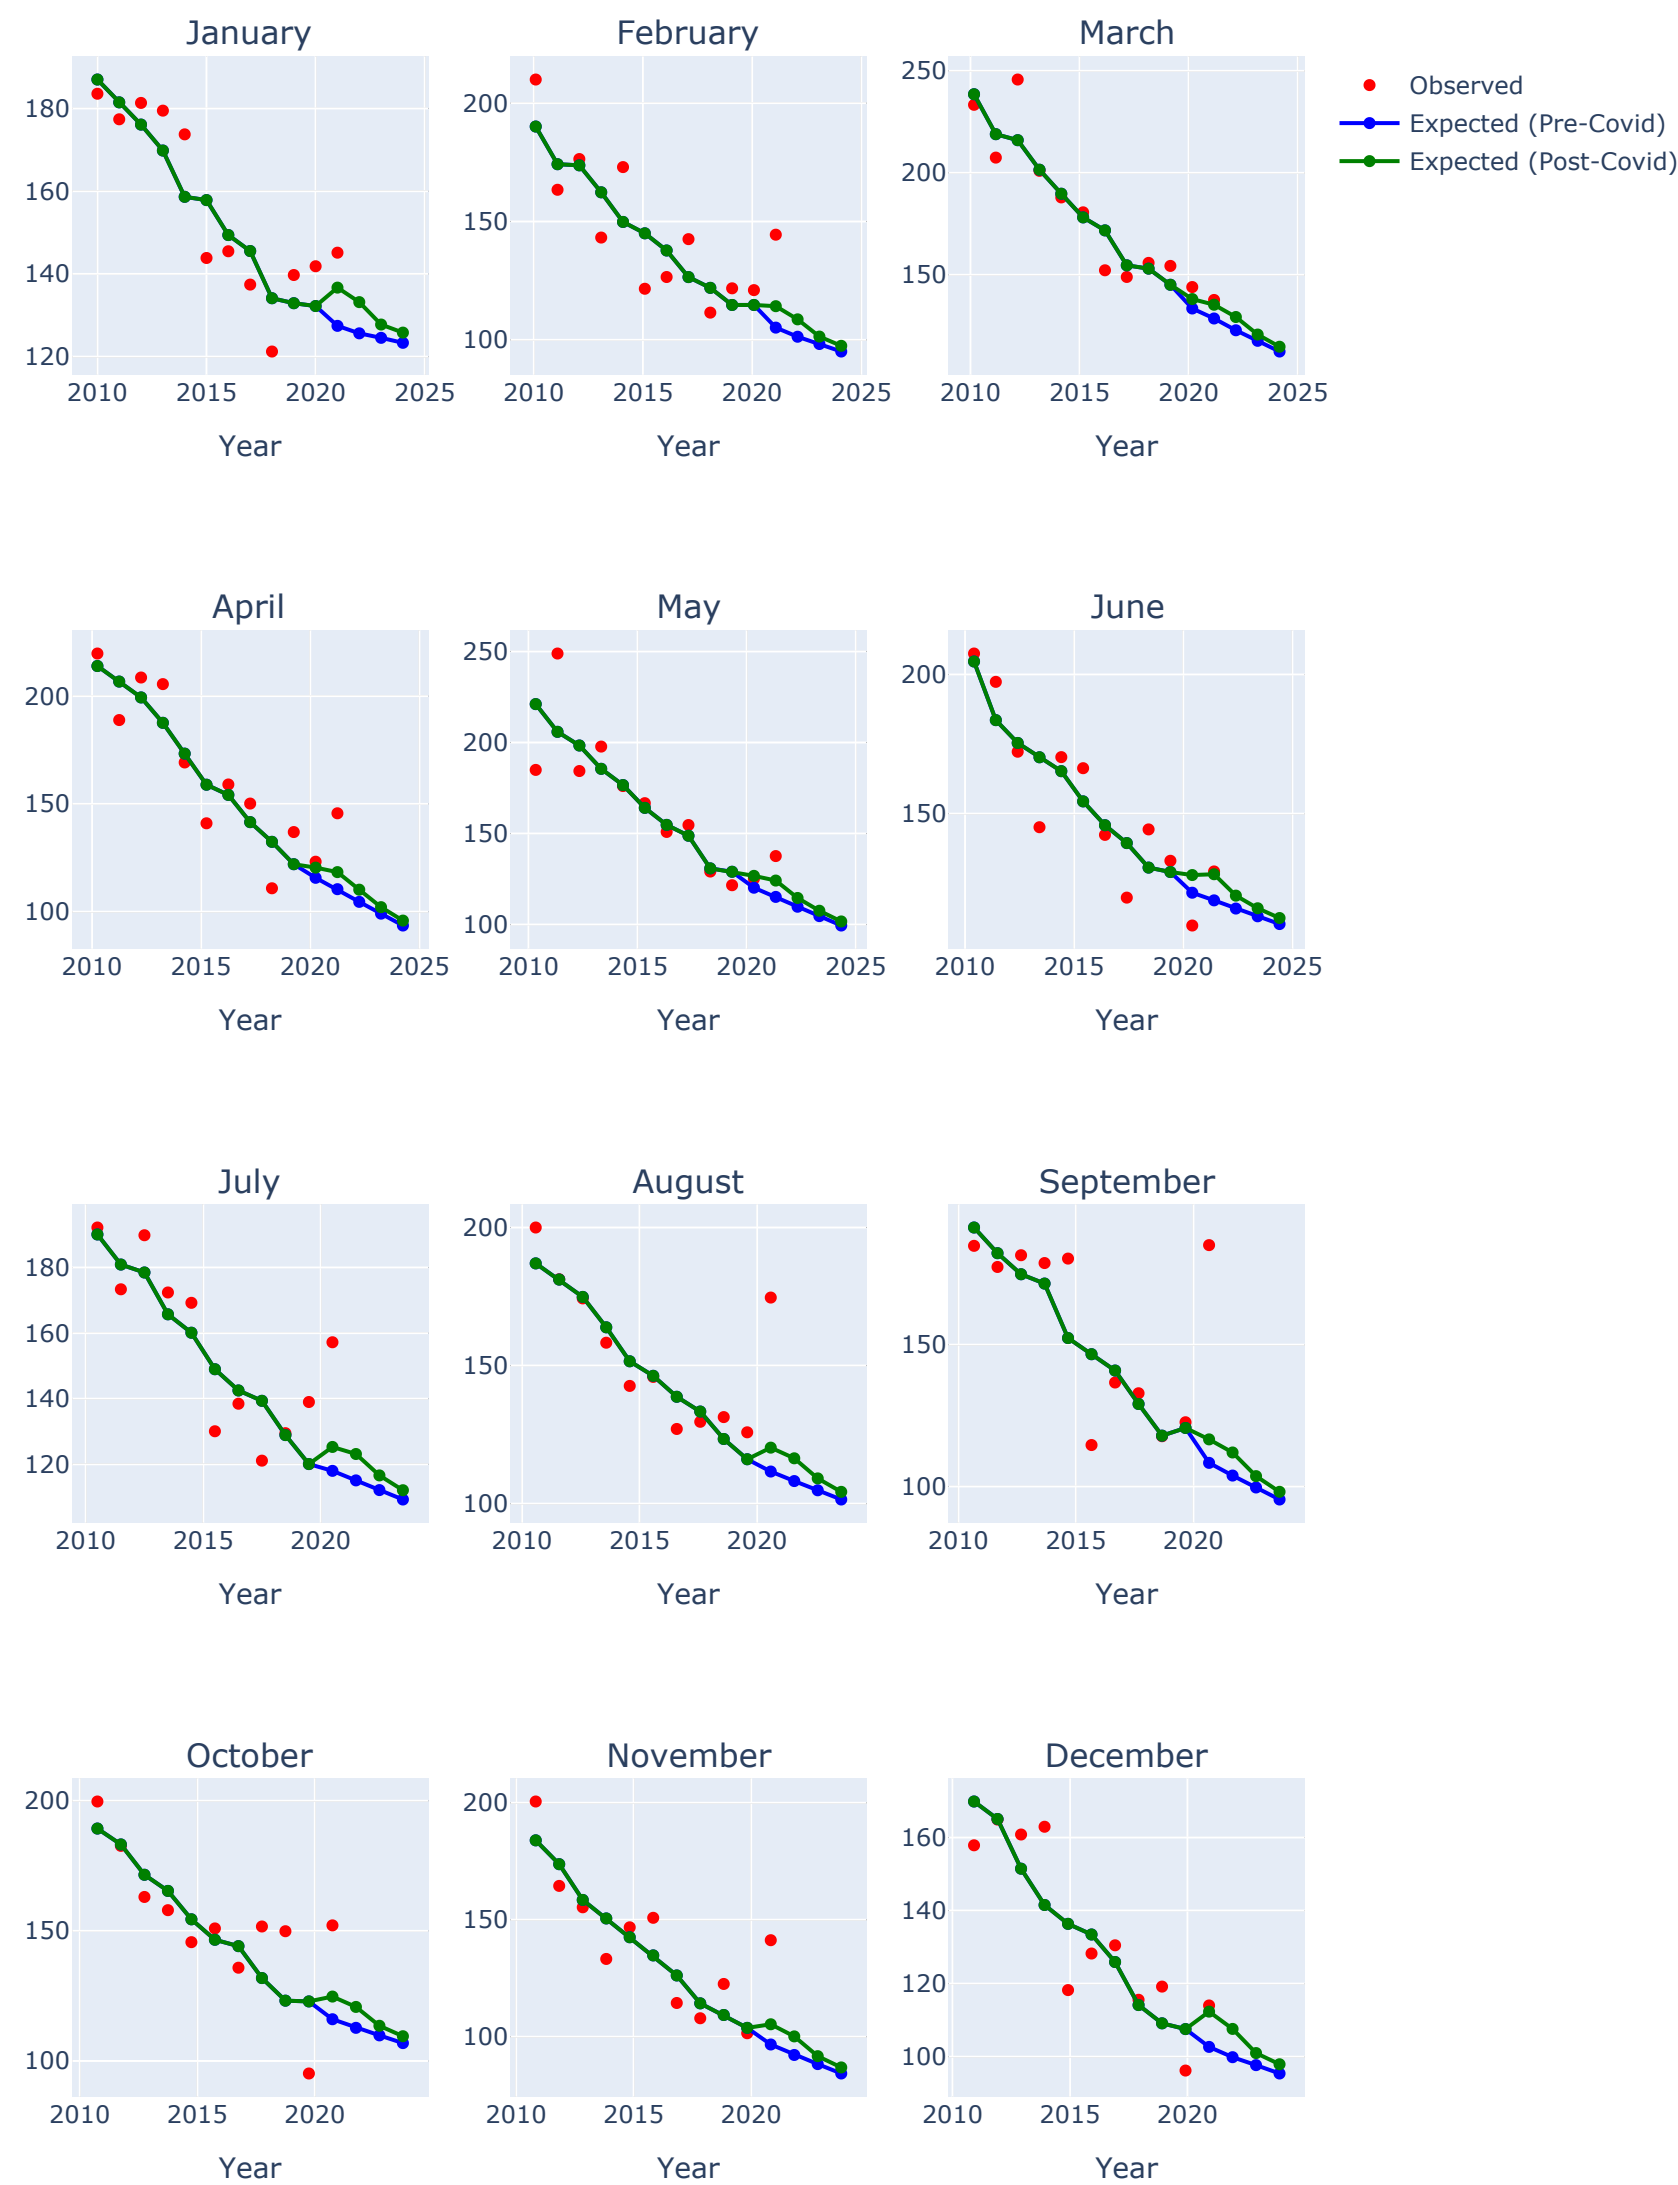 January
February
March
Observed
Expected (Pre-Covid)
Expected (Post-Covid)
180
160
140
120
2010
2015
2020
2025
Year
200
150
100
2010
2015
2020
2025
Year
250
200
150
2010
2015
2020
2025
Year
April
May
June
200
150
100
2010
2015
2020
2025
Year
250
200
150
100
2010
2015
2020
2025
Year
200
150
2010
2015
2020
2025
Year
July
August
September
180
160
140
120
2010
2015
2020
Year
200
150
100
2010
2015
2020
Year
150
100
2010
2015
2020
Year
October
November
December
200
150
100
2010
2015
2020
Year
200
150
100
2010
2015
2020
Year
160
140
120
100
2010
2015
2020
Year